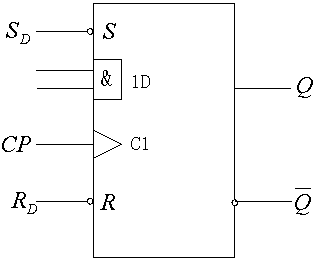 S_D S
& 1D
Q
CP C1
R_D R
Q̅